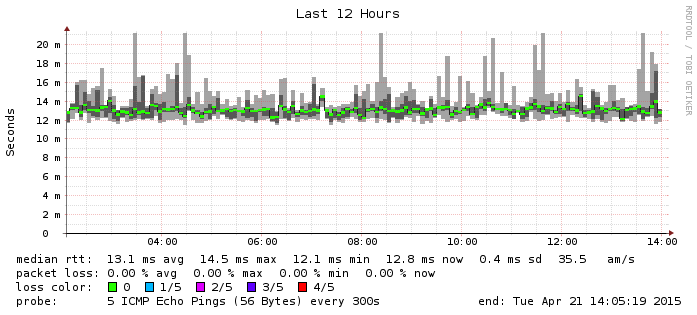 Last 12 Hours
RRDTOOL / TOBI OETIKER
Seconds
20 m
18 m
16 m
14 m
12 m
10 m
8 m
6 m
4 m
2 m
0
04:00 06:00 08:00 10:00 12:00 14:00
median rtt: 13.1 ms avg 14.5 ms max 12.1 ms min 12.8 ms now 0.4 ms sd 35.5 am/s
packet loss: 0.00 % avg 0.00 % max 0.00 % min 0.00 % now
loss color: 0 1/5 2/5 3/5 4/5
probe: 5 ICMP Echo Pings (56 Bytes) every 300s end: Tue Apr 21 14:05:19 2015